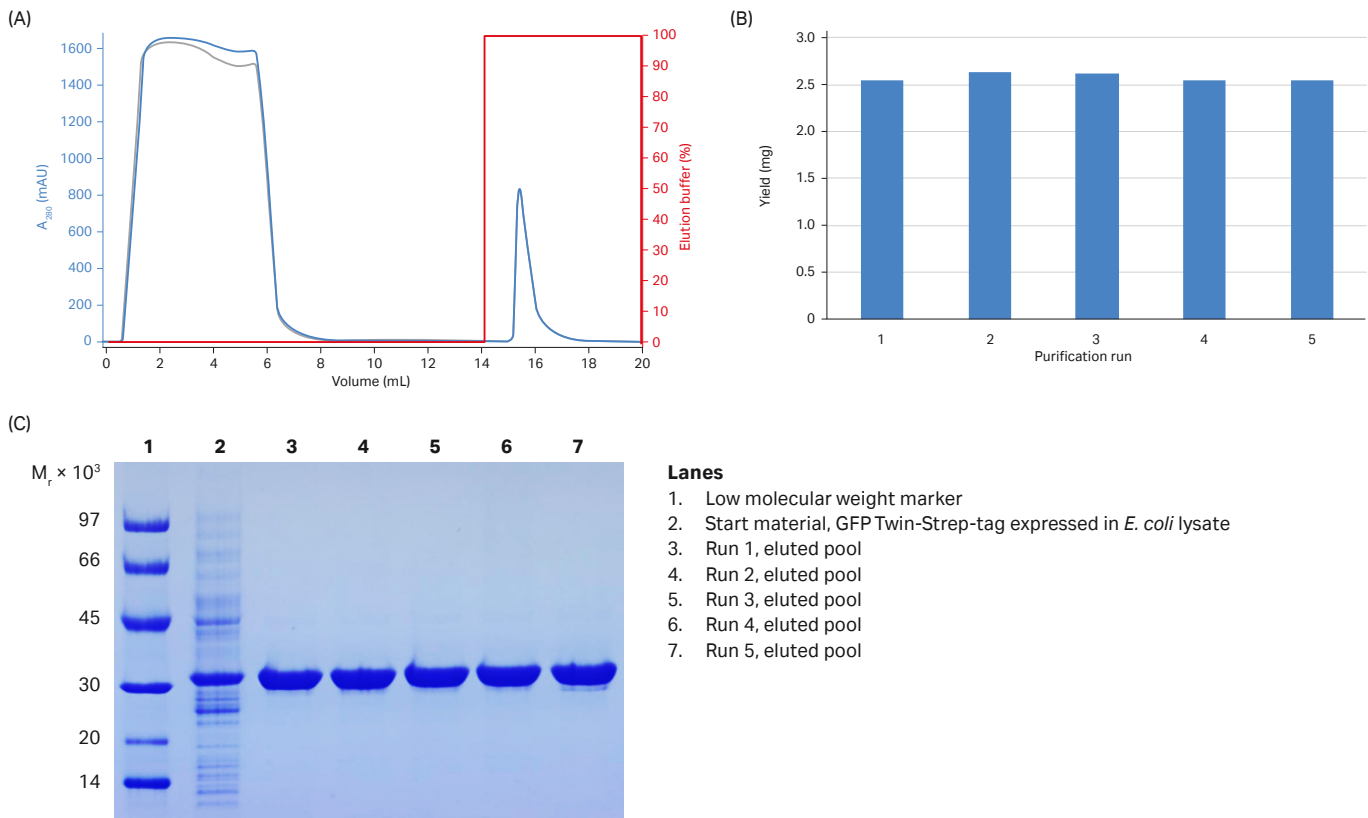 (A)
1600
1400
1200
1000
800
600
400
200
0
A280 (mAU)
100
90
80
70
60
50
40
30
20
10
0
Elution buffer (%)
0 2 4 6 8 10 12 14 16 18 20
Volume (mL)
(B)
3.0
2.5
2.0
1.5
1.0
0.5
0
Yield (mg)
1 2 3 4 5
Purification run
(C)
1 2 3 4 5 6 7
Mr × 10³
97
66
45
30
20
14
Lanes
1. Low molecular weight marker
2. Start material, GFP Twin-Strep-tag expressed in E. coli lysate
3. Run 1, eluted pool
4. Run 2, eluted pool
5. Run 3, eluted pool
6. Run 4, eluted pool
7. Run 5, eluted pool